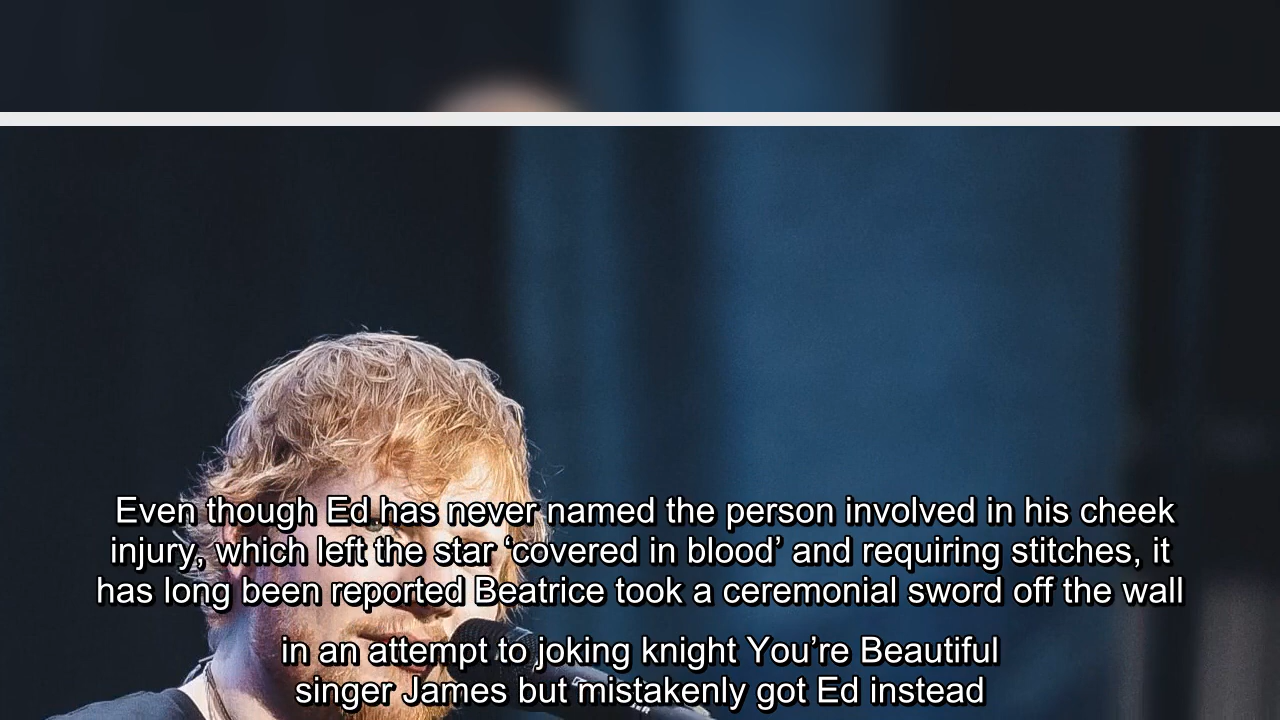 Even though Ed has never named the person involved in his cheek
injury, which left the star ‘covered in blood’ and requiring stitches, it
has long been reported Beatrice took a ceremonial sword off the wall
in an attempt to joking knight You’re Beautiful
singer James but mistakenly got Ed instead